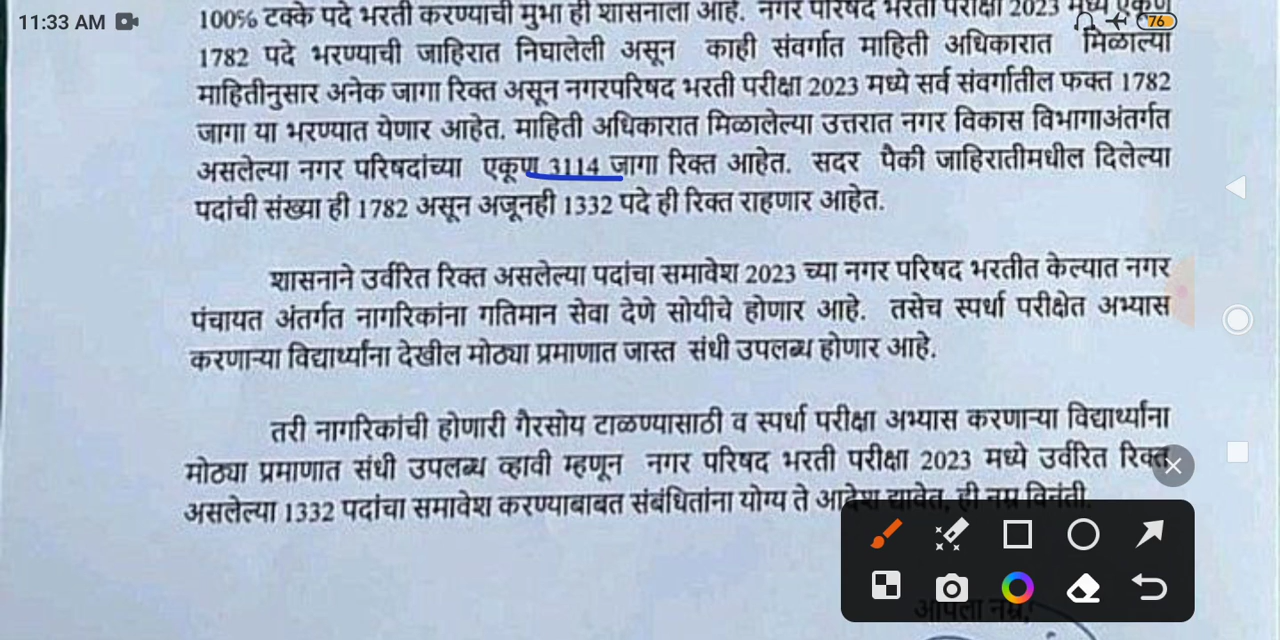 11:33 AM
76
100% टक्के पदे भरती करण्याची मुभा ही शासनाला आहे. नगर परिषद भरती परीक्षा 2023 मध्ये एकूण
1782 पदे भरण्याची जाहिरात निघालेली असून काही संवर्गात माहिती अधिकारात मिळाल्या
माहितीनुसार अनेक जागा रिक्त असून नगरपरिषद भरती परीक्षा 2023 मध्ये सर्व संवर्गातील फक्त 1782
जागा या भरण्यात येणार आहेत. माहिती अधिकारात मिळालेल्या उत्तरात नगर विकास विभागाअंतर्गत
असलेल्या नगर परिषदांच्या एकूण 3114 जागा रिक्त आहेत. सदर पैकी जाहिरातीमधील दिलेल्या
पदांची संख्या ही 1782 असून अजूनही 1332 पदे ही रिक्त राहणार आहेत.
शासनाने उर्वरित रिक्त असलेल्या पदांचा समावेश 2023 च्या नगर परिषद भरतीत केल्यात नगर
पंचायत अंतर्गत नागरिकांना गतिमान सेवा देणे सोयीचे होणार आहे. तसेच स्पर्धा परीक्षेत अभ्यास
करणाऱ्या विद्यार्थ्यांना देखील मोठ्या प्रमाणात जास्त संधी उपलब्ध होणार आहे.
तरी नागरिकांची होणारी गैरसोय टाळण्यासाठी व स्पर्धा परीक्षा अभ्यास करणाऱ्या विद्यार्थ्यांना
मोठ्या प्रमाणात संधी उपलब्ध व्हावी म्हणून नगर परिषद भरती परीक्षा 2023 मध्ये उर्वरित रिक्त
असलेल्या 1332 पदांचा समावेश करण्याबाबत संबंधितांना योग्य ते आदेश द्यावेत, ही नम्र विनंती.
आपला नम्र,